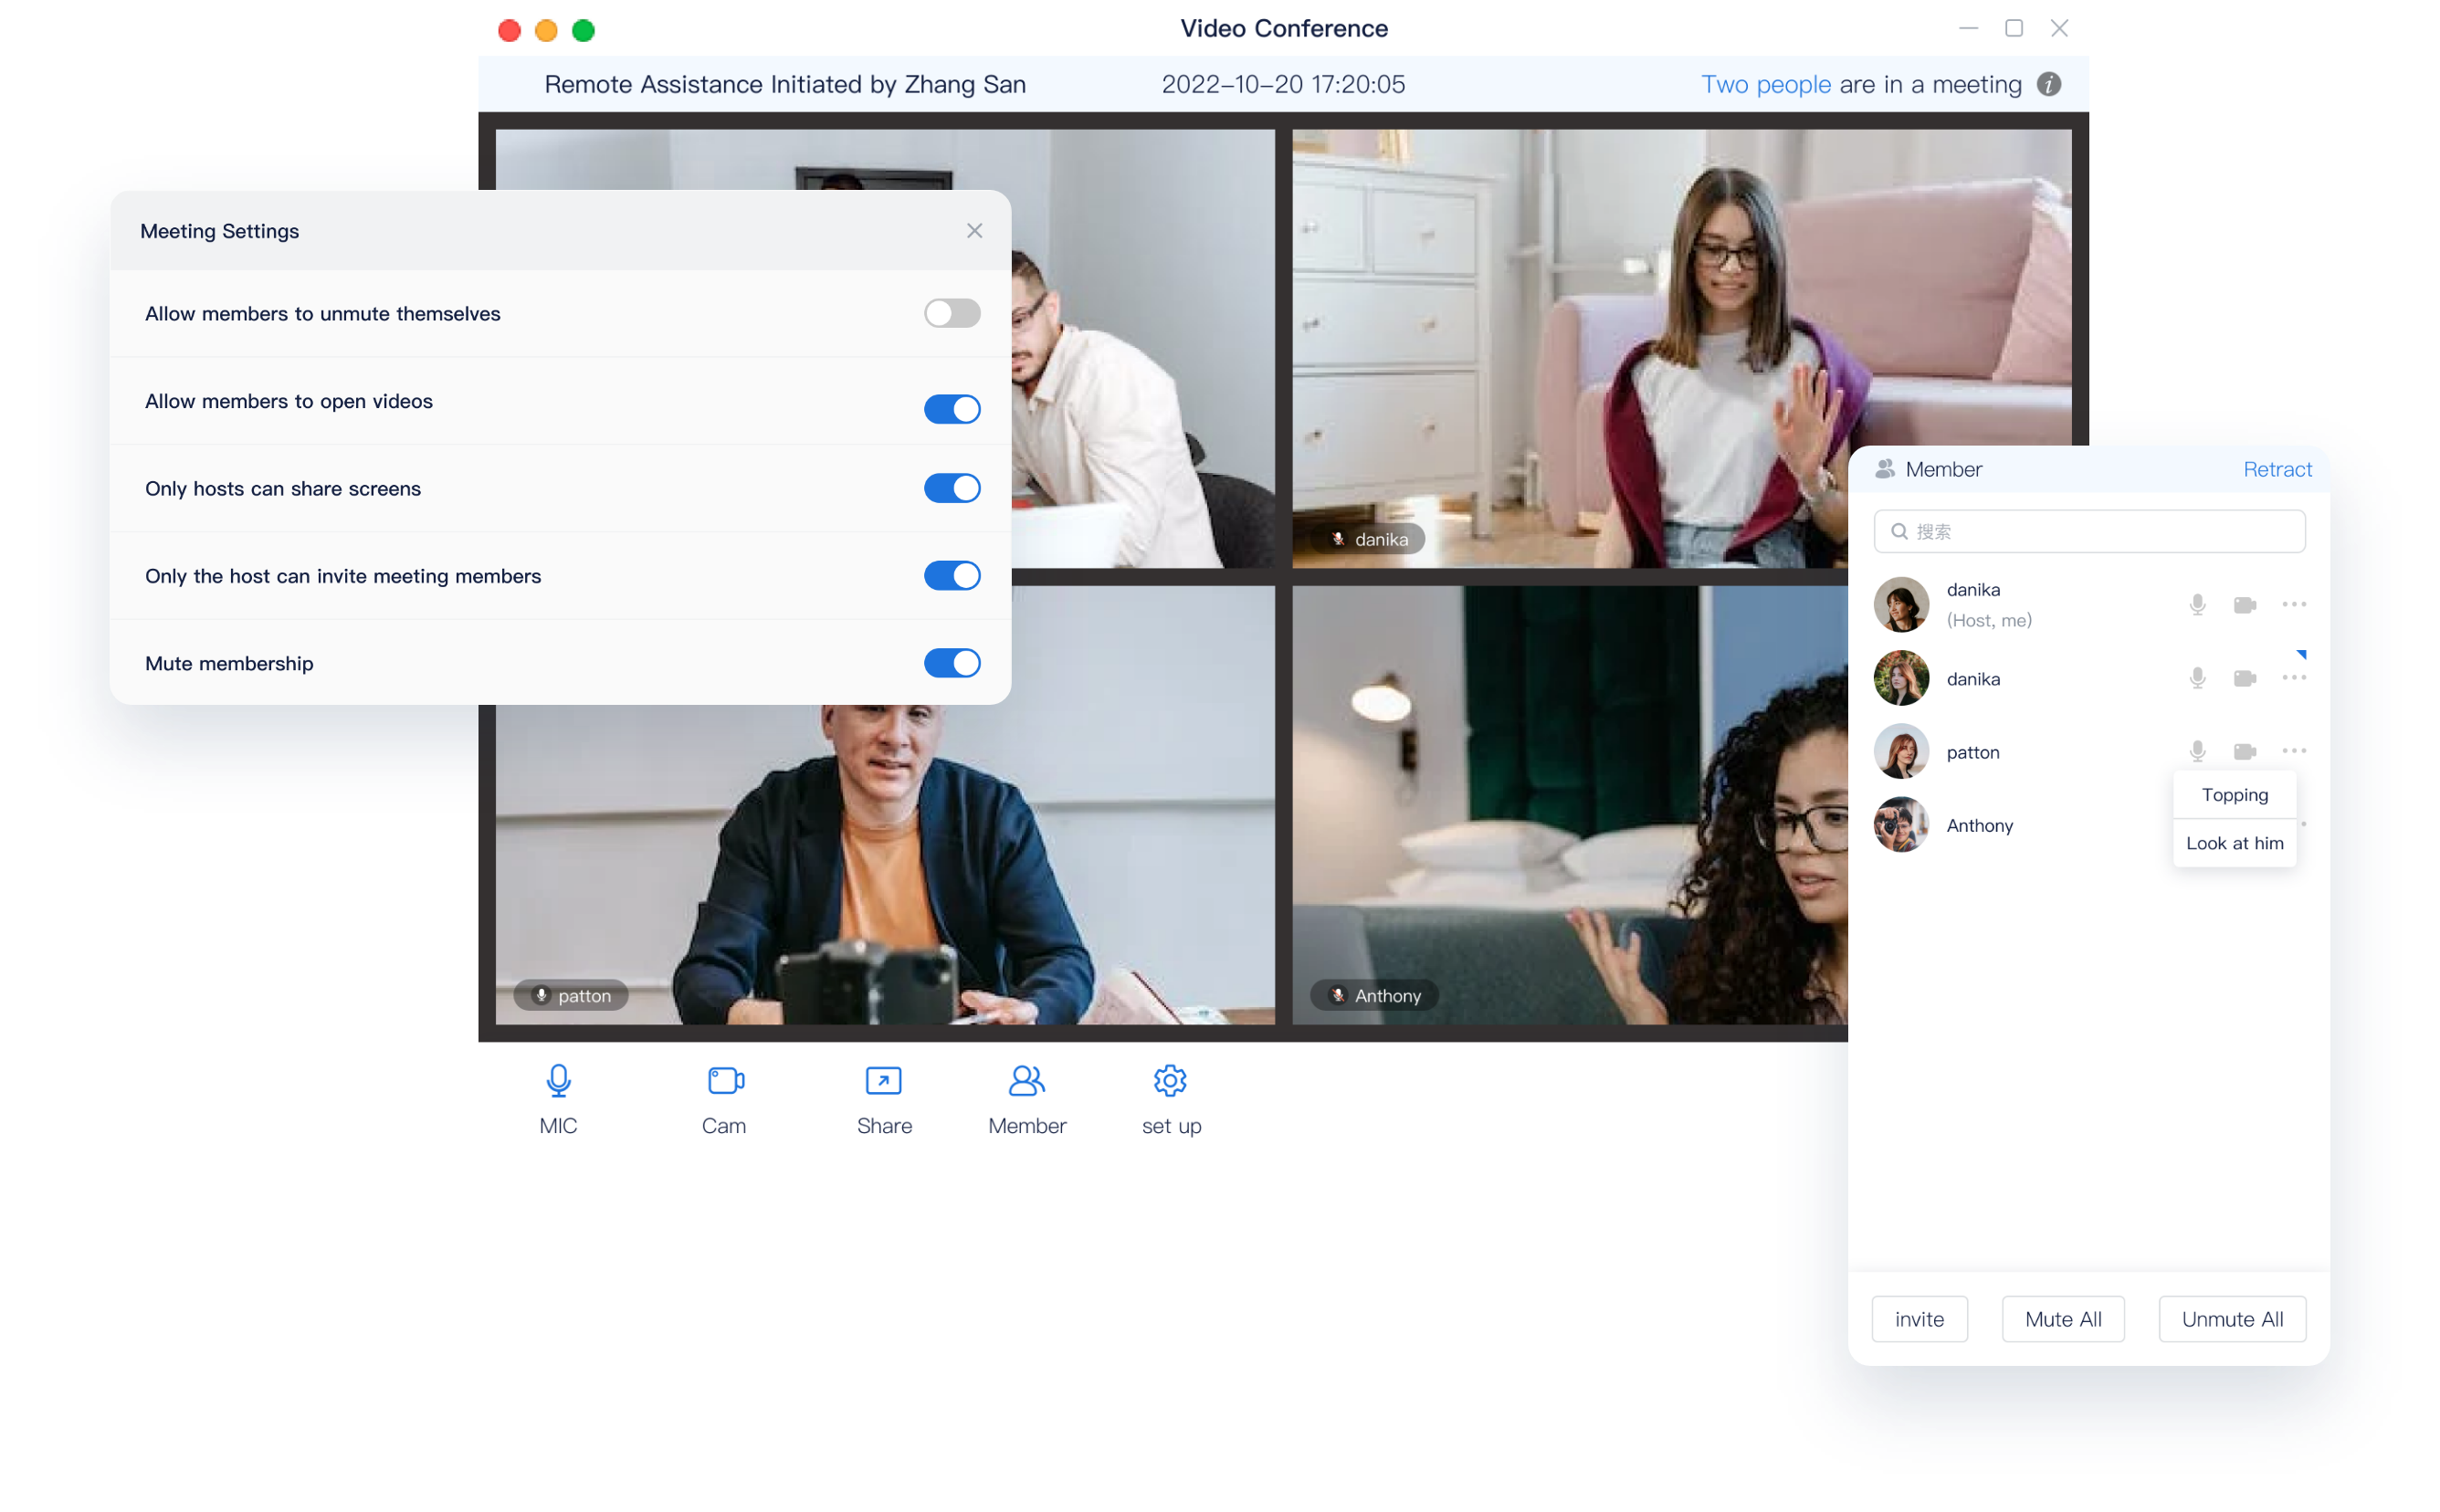 Video Conference
Remote Assistance Initiated by Zhang San
2022-10-20 17:20:05
Two people are in a meeting
Meeting Settings
Allow members to unmute themselves
Allow members to open videos
Only hosts can share screens
Only the host can invite meeting members
Mute membership
danika
patton
Anthony
Member
Retract
搜索
danika
(Host, me)
danika
patton
Anthony
Topping
Look at him
invite
Mute All
Unmute All
MIC
Cam
Share
Member
set up